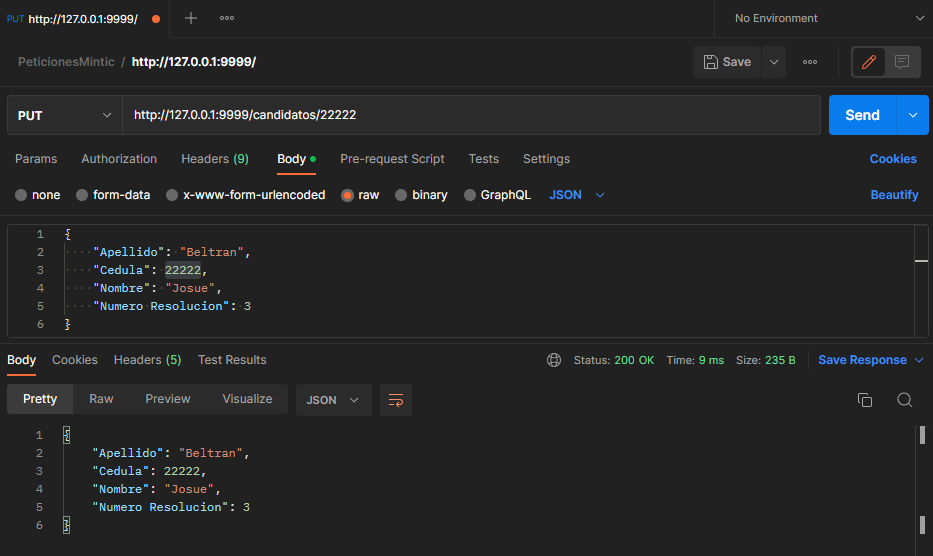 PUT http://127.0.0.1:9999/
No Environment
PeticionesMintic / http://127.0.0.1:9999/
Save
PUT http://127.0.0.1:9999/candidatos/22222 Send
Params Authorization Headers (9) Body Pre-request Script Tests Settings Cookies
none form-data x-www-form-urlencoded raw binary GraphQL JSON Beautify
1 {
2 "Apellido": "Beltran",
3 "Cedula": 22222,
4 "Nombre": "Josue",
5 "Numero Resolucion": 3
6 }
Body Cookies Headers (5) Test Results Status: 200 OK Time: 9 ms Size: 235 B Save Response
Pretty Raw Preview Visualize JSON
1 {
2 "Apellido": "Beltran",
3 "Cedula": 22222,
4 "Nombre": "Josue",
5 "Numero Resolucion": 3
6 }